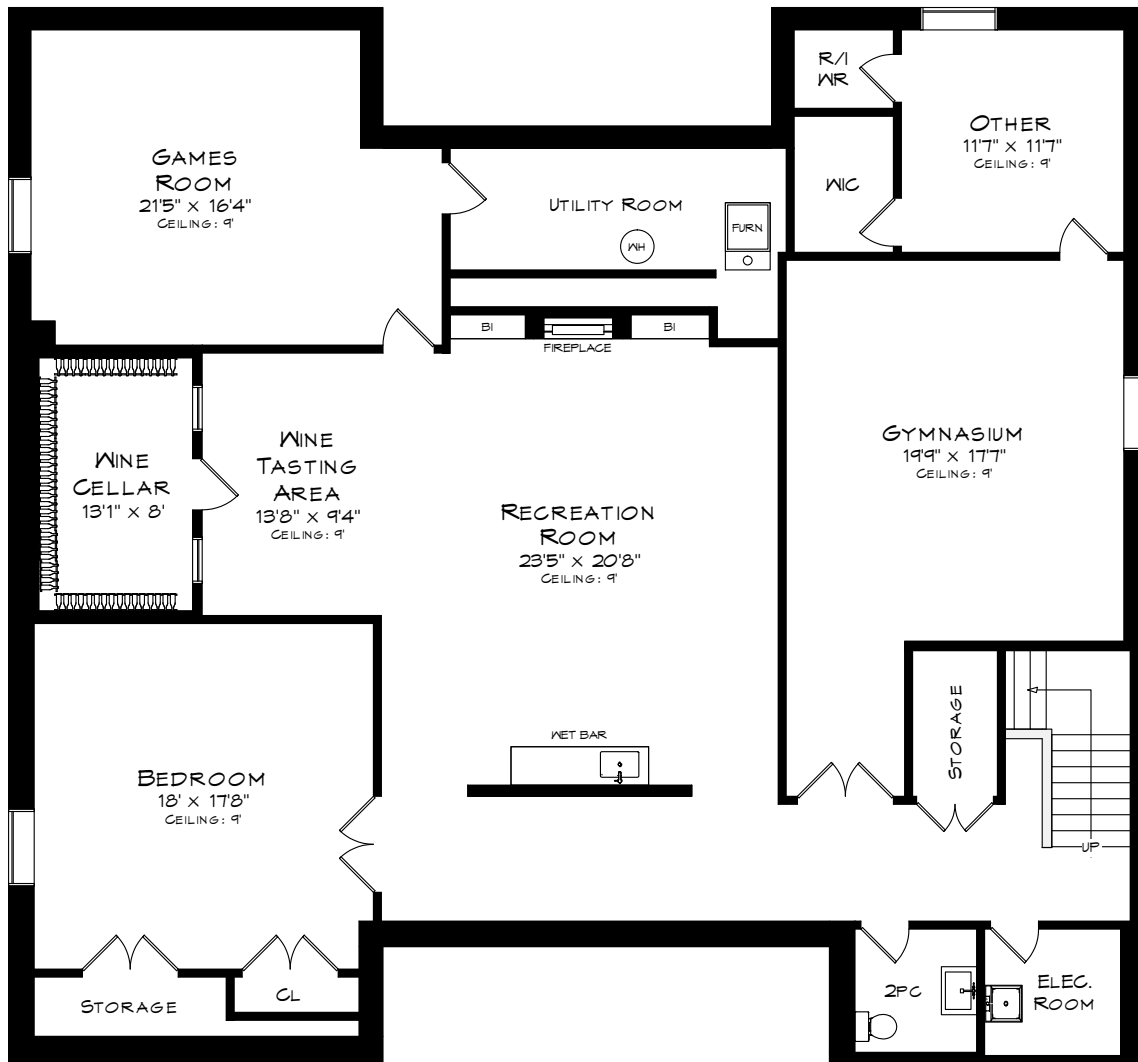 R/I
WR
OTHER
11'7" x 11'7"
CEILING: 9'
GAMES
ROOM
21'5" x 16'4"
CEILING: 9'
UTILITY ROOM
WIC
FURN
WH
BI
BI
FIREPLACE
WINE
CELLAR
13'1" x 8'
WINE
TASTING
AREA
13'8" x 9'4"
CEILING: 9'
RECREATION
ROOM
23'5" x 20'8"
CEILING: 9'
GYMNASIUM
19'9" x 17'7"
CEILING: 9'
STORAGE
WET BAR
BEDROOM
18' x 17'8"
CEILING: 9'
UP
STORAGE
CL
2PC
ELEC.
ROOM